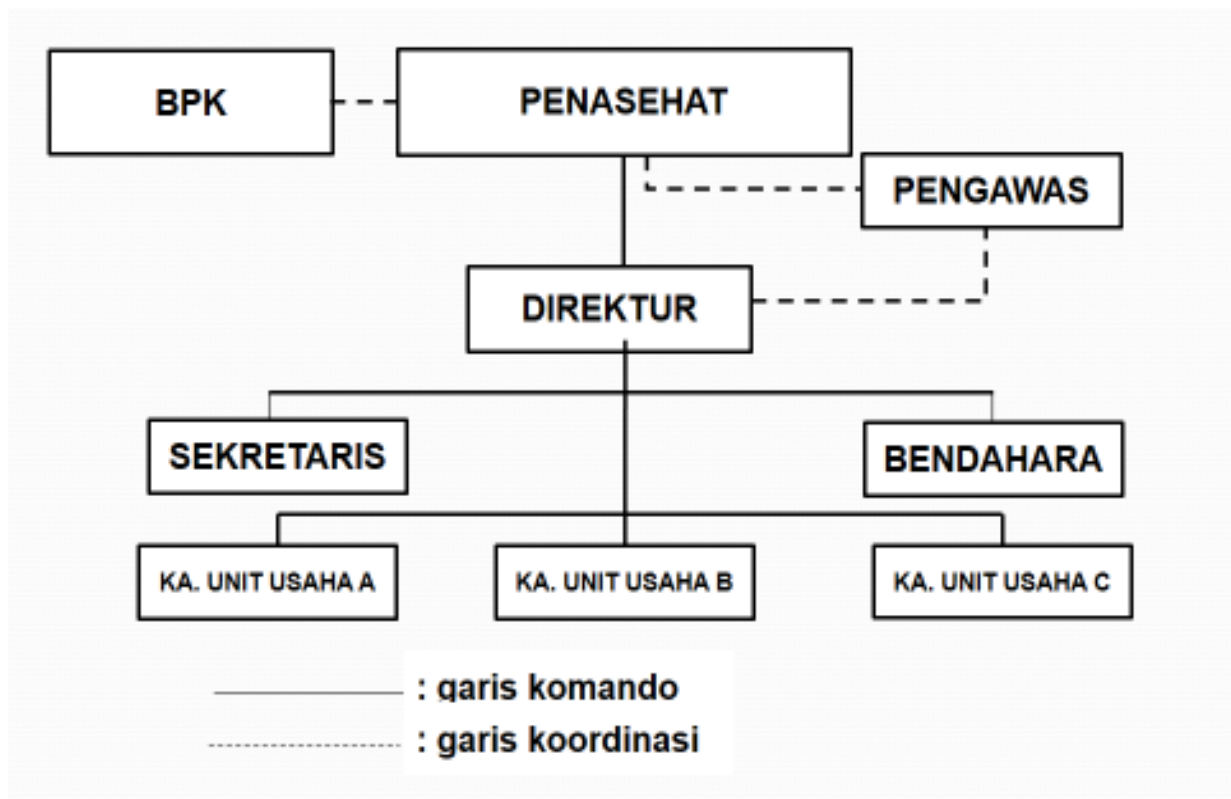 BPK
PENASEHAT
PENGAWAS
DIREKTUR
SEKRETARIS
BENDAHARA
KA. UNIT USAHA A
KA. UNIT USAHA B
KA. UNIT USAHA C
: garis komando
: garis koordinasi